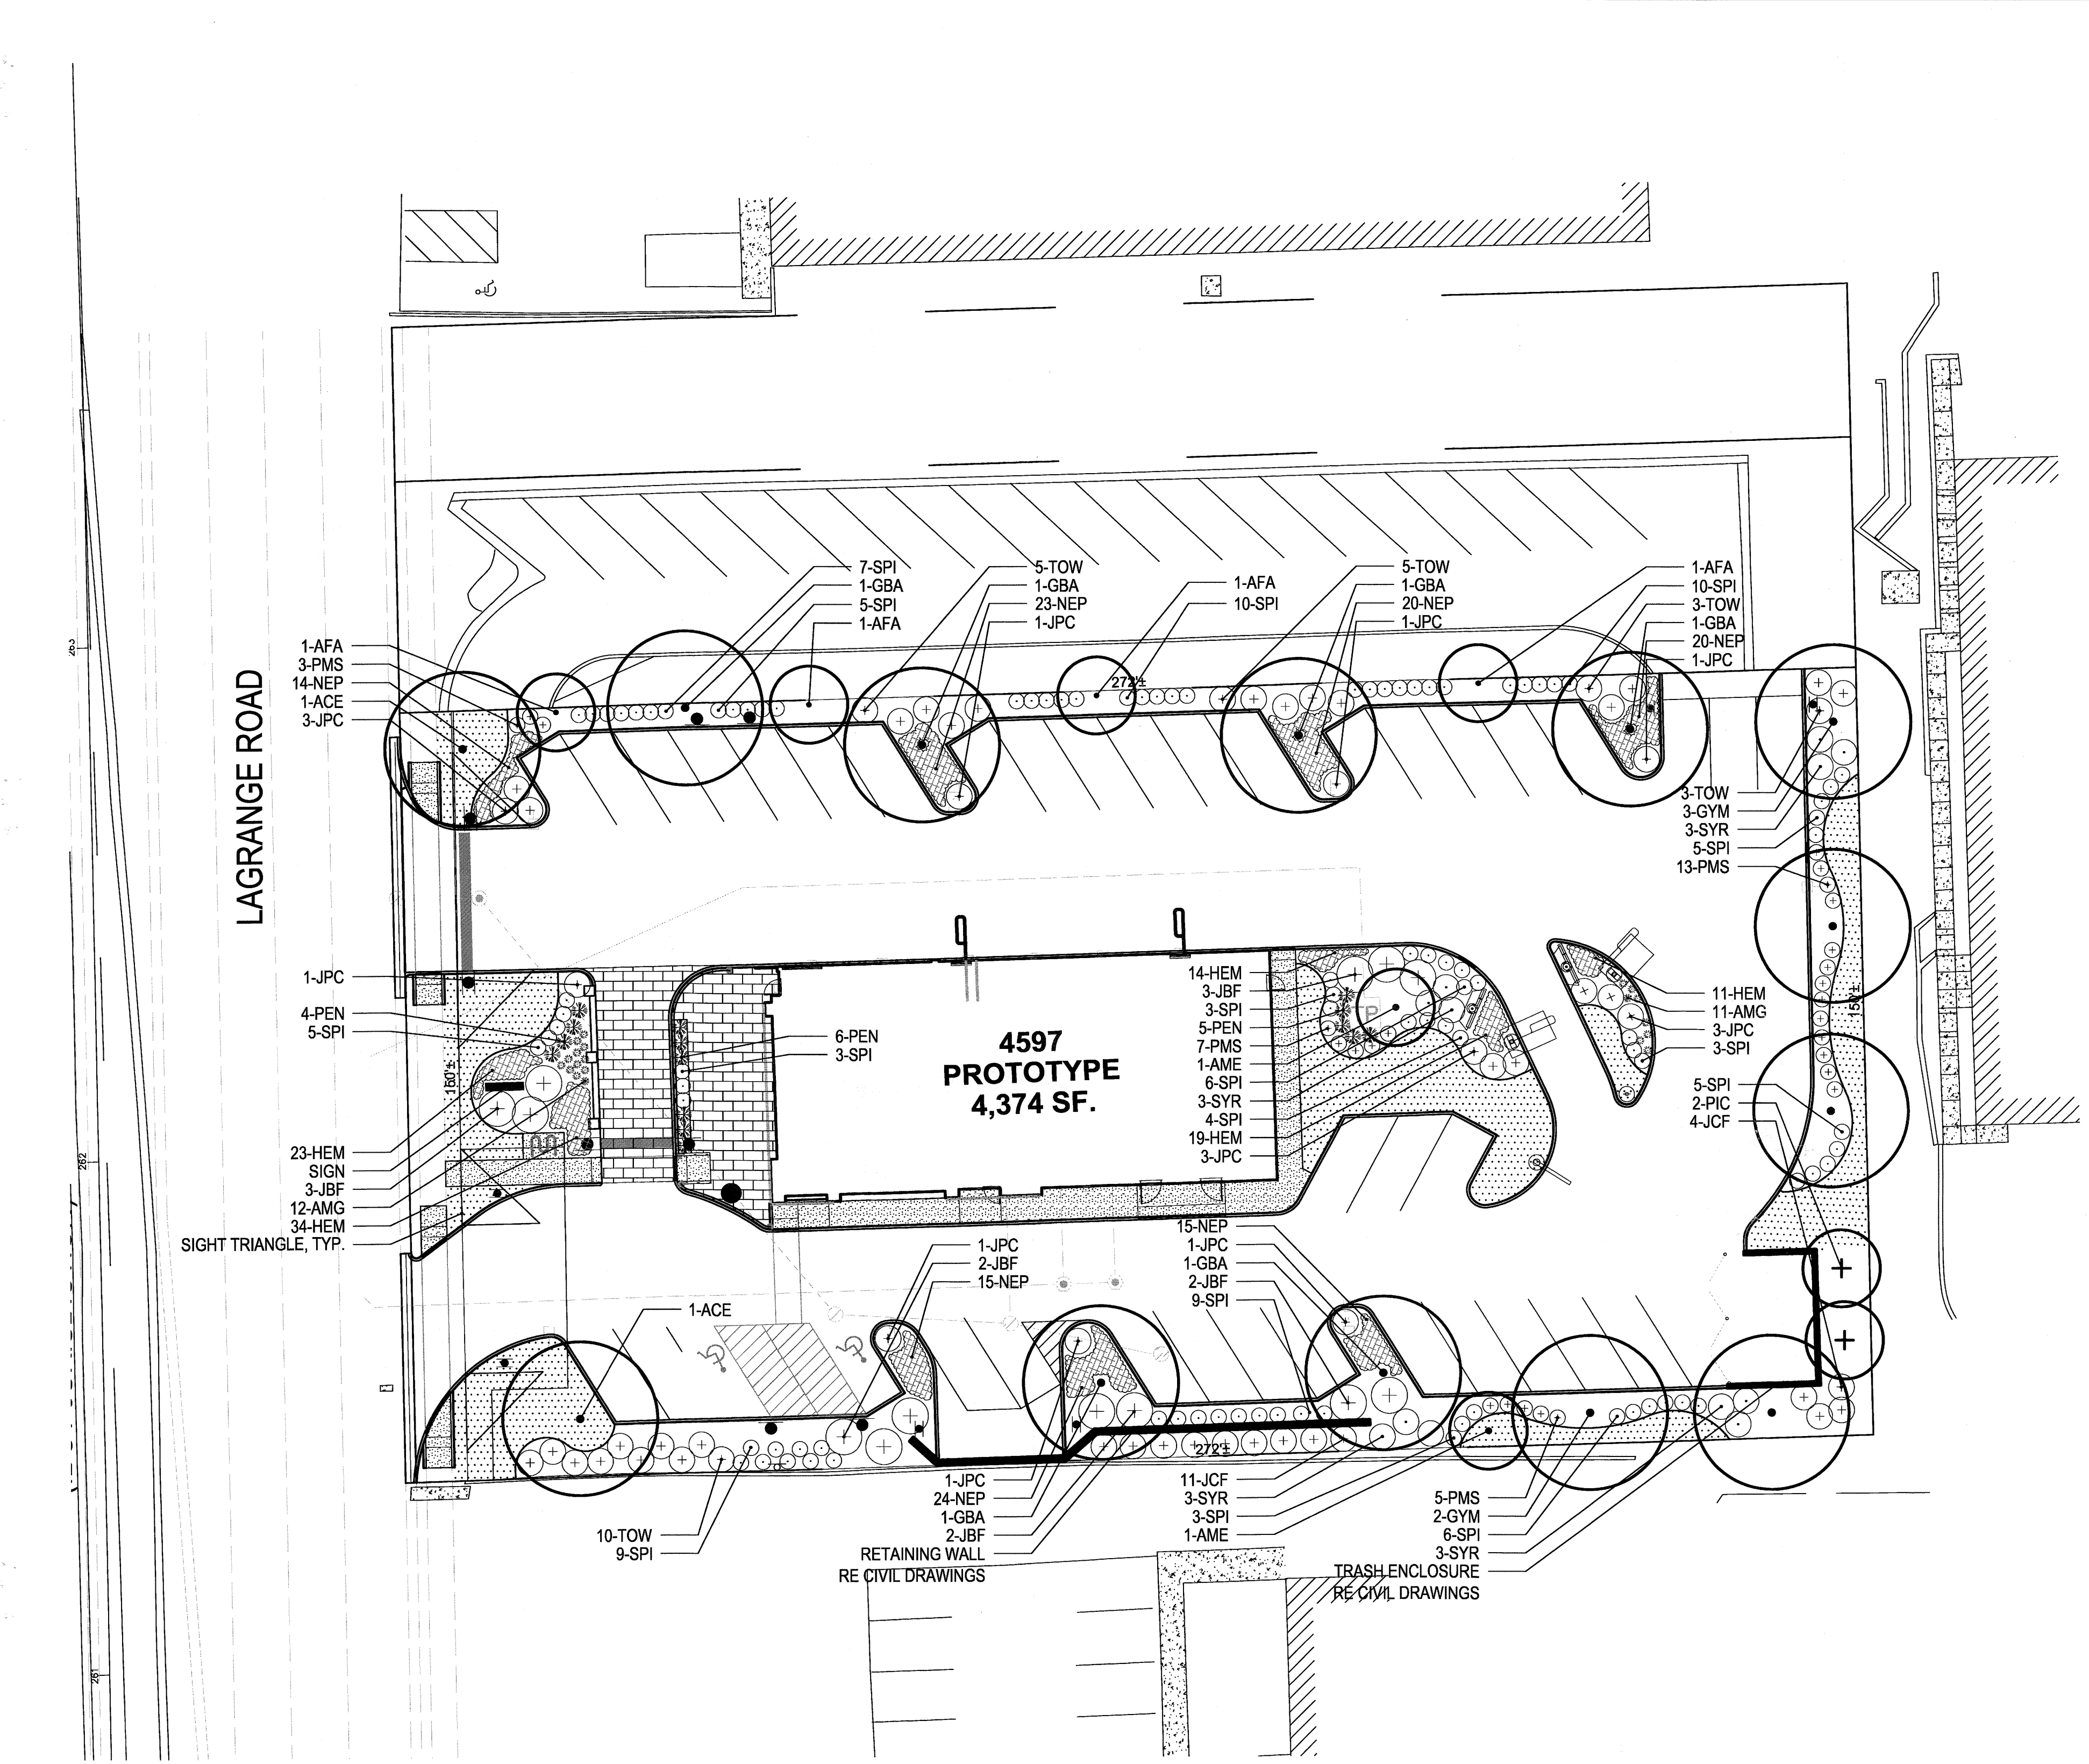 7-SPI
1-GBA
5-SPI
1-AFA
5-TOW
1-GBA
23-NEP
1-JPC
1-AFA
10-SPI
5-TOW
1-GBA
20-NEP
1-JPC
1-AFA
10-SPI
3-TOW
1-GBA
20-NEP
1-JPC
263
1-AFA
3-PMS
14-NEP
1-ACE
3-JPC
272'±
LAGRANGE ROAD
3-TOW
3-GYM
3-SYR
5-SPI
13-PMS
1-JPC
4-PEN
5-SPI
150'±
6-PEN
3-SPI
4597
PROTOTYPE
4,374 SF.
14-HEM
3-JBF
3-SPI
5-PEN
7-PMS
1-AME
6-SPI
3-SYR
4-SPI
19-HEM
3-JPC
11-HEM
11-AMG
3-JPC
3-SPI
150'±
5-SPI
2-PIC
4-JCF
262
23-HEM
SIGN
3-JBF
12-AMG
34-HEM
SIGHT TRIANGLE, TYP.
1-JPC
2-JBF
15-NEP
15-NEP
1-JPC
1-GBA
2-JBF
9-SPI
1-ACE
272'±
10-TOW
9-SPI
1-JPC
24-NEP
1-GBA
2-JBF
RETAINING WALL
RE CIVIL DRAWINGS
11-JCF
3-SYR
3-SPI
1-AME
5-PMS
2-GYM
6-SPI
3-SYR
TRASH ENCLOSURE
RE CIVIL DRAWINGS
261